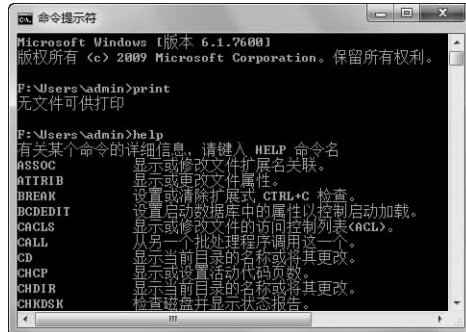 命令提示符
Microsoft Windows [版本 6.1.7600]
版权所有 (c) 2009 Microsoft Corporation。保留所有权利。
F:\Users\admin>print
无文件可供打印
F:\Users\admin>help
有关某个命令的详细信息，请键入 HELP 命令名
ASSOC 显示或修改文件扩展名关联。
ATTRIB 显示或更改文件属性。
BREAK 设置或清除扩展式 CTRL+C 检查。
BCDEDIT 设置启动数据库中的属性以控制启动加载。
CACLS 显示或修改文件的访问控制列表(ACL)。
CALL 从另一个批处理程序调用这一个。
CD 显示当前目录的名称或将其更改。
CHCP 显示或设置活动代码页数。
CHDIR 显示当前目录的名称或将其更改。
CHKDSK 检查磁盘并显示状态报告。